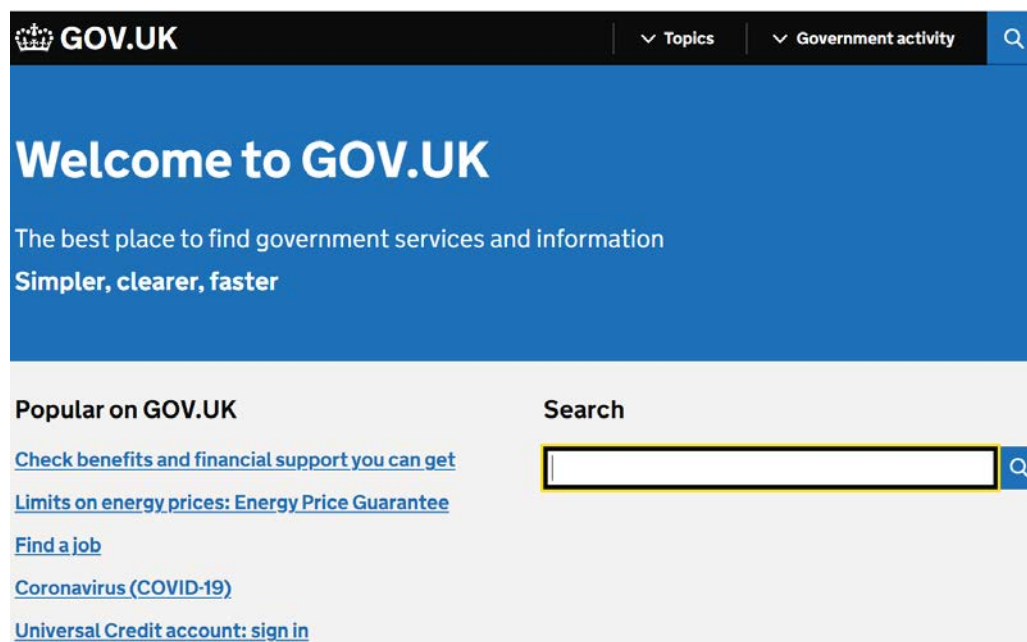 GOV.UK
Topics
Government activity
Welcome to GOV.UK
The best place to find government services and information
Simpler, clearer, faster
Popular on GOV.UK
Check benefits and financial support you can get
Limits on energy prices: Energy Price Guarantee
Find a job
Coronavirus (COVID-19)
Universal Credit account: sign in
Search